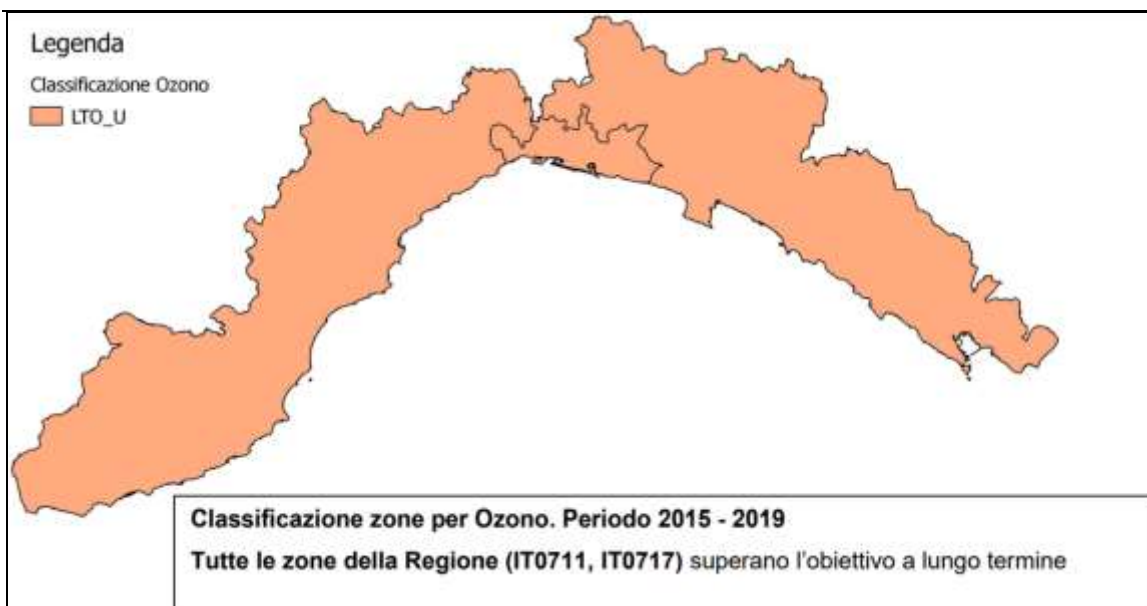 Legenda
Classificazione Ozono
LTO_U
Classificazione zone per Ozono. Periodo 2015 - 2019
Tutte le zone della Regione (IT0711, IT0717) superano l'obiettivo a lungo termine